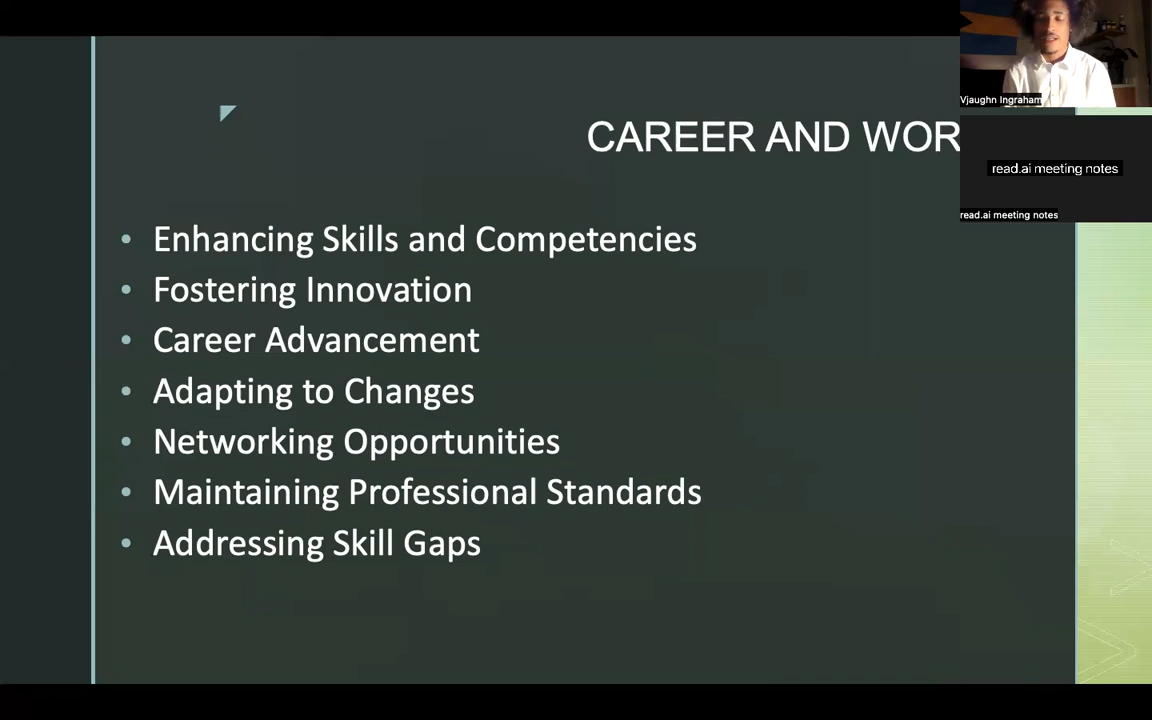 CAREER AND WOR
Enhancing Skills and Competencies
Fostering Innovation
Career Advancement
Adapting to Changes
Networking Opportunities
Maintaining Professional Standards
Addressing Skill Gaps
Vjaughn Ingraham
read.ai meeting notes
read.ai meeting notes